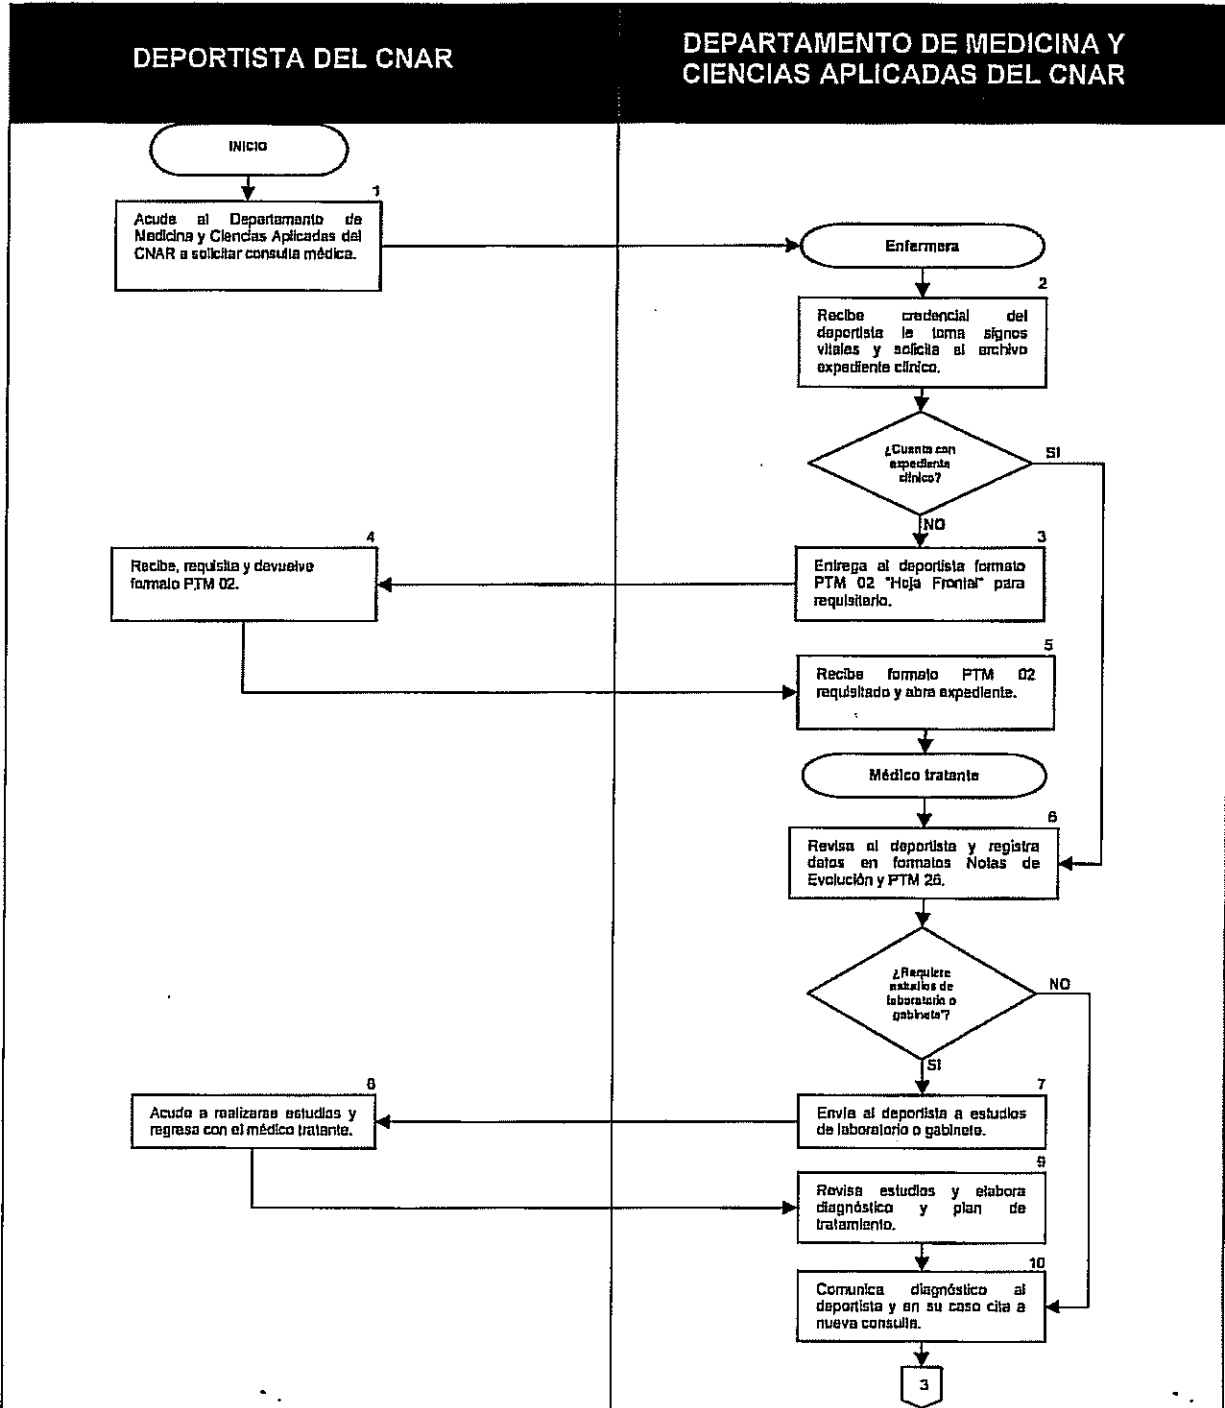 DEPORTISTA DEL CNAR
DEPARTAMENTO DE MEDICINA Y
CIENCIAS APLICADAS DEL CNAR
INICIO
1
Acude al Departamento de
Medicina y Ciencias Aplicadas del
CNAR a solicitar consulta médica.
Enfermera
2
Recibe credencial del
deportista le toma signos
vitales y solicita al archivo
expediente clínico.
¿Cuenta con
expediente
clínico?
SI
NO
3
Entrega al deportista formato
PTM 02 "Hoja Frontal" para
requisitarlo.
4
Recibe, requisita y devuelve
formato PTM 02.
5
Recibe formato PTM 02
requisitado y abre expediente.
Médico tratante
6
Revisa al deportista y registra
datos en formatos Notas de
Evolución y PTM 26.
¿Requiere
estudios de
laboratorio o
gabinete?
NO
SI
7
Envía al deportista a estudios
de laboratorio o gabinete.
8
Acude a realizarse estudios y
regresa con el médico tratante.
9
Revisa estudios y elabora
diagnóstico y plan de
tratamiento.
10
Comunica diagnóstico al
deportista y en su caso cita a
nueva consulta.
3